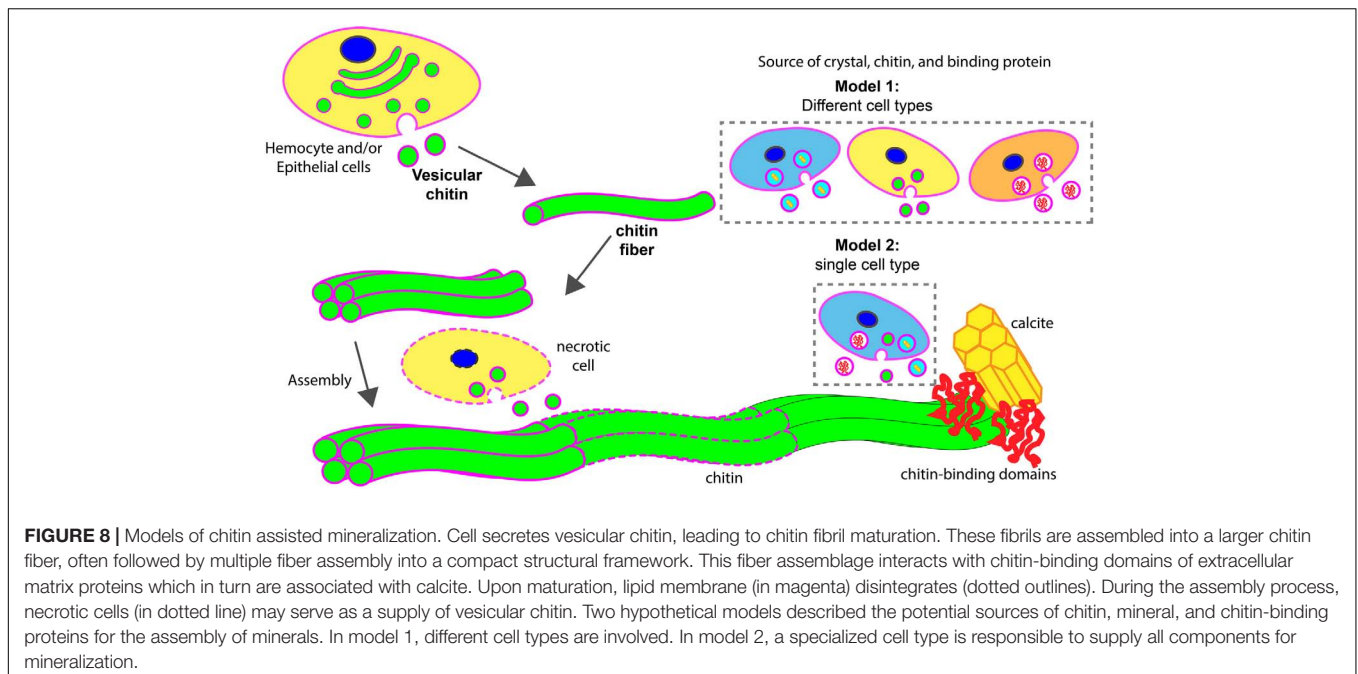 Hemocyte and/or
Epithelial cells
Vesicular
chitin
chitin
fiber
Source of crystal, chitin, and binding protein
Model 1:
Different cell types
Model 2:
single cell type
necrotic
cell
Assembly
calcite
chitin
chitin-binding domains
FIGURE 8 | Models of chitin assisted mineralization. Cell secretes vesicular chitin, leading to chitin fibril maturation. These fibrils are assembled into a larger chitin
fiber, often followed by multiple fiber assembly into a compact structural framework. This fiber assemblage interacts with chitin-binding domains of extracellular
matrix proteins which in turn are associated with calcite. Upon maturation, lipid membrane (in magenta) disintegrates (dotted outlines). During the assembly process,
necrotic cells (in dotted line) may serve as a supply of vesicular chitin. Two hypothetical models described the potential sources of chitin, mineral, and chitin-binding
proteins for the assembly of minerals. In model 1, different cell types are involved. In model 2, a specialized cell type is responsible to supply all components for
mineralization.